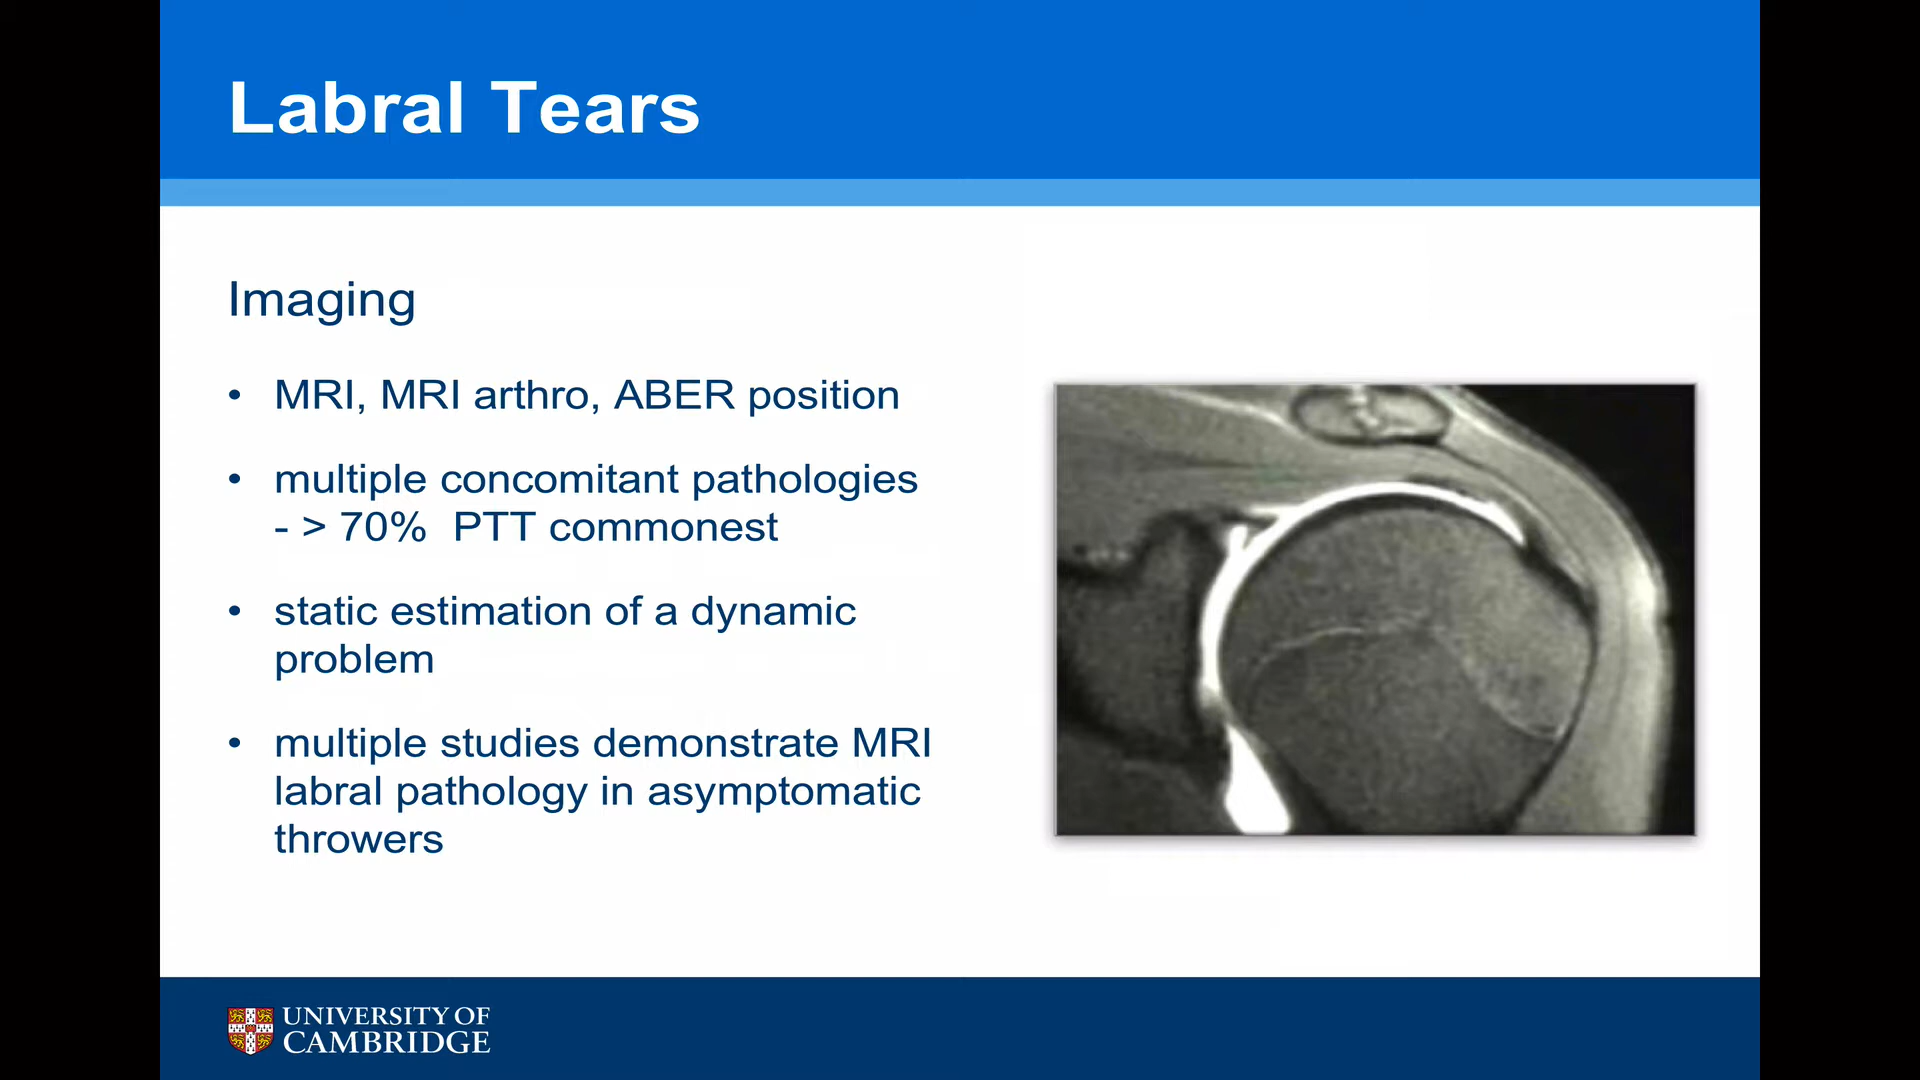 Labral Tears
Imaging
• MRI, MRI arthro, ABER position
• multiple concomitant pathologies
- > 70%  PTT commonest
• static estimation of a dynamic
problem
• multiple studies demonstrate MRI
labral pathology in asymptomatic
throwers
UNIVERSITY OF
CAMBRIDGE